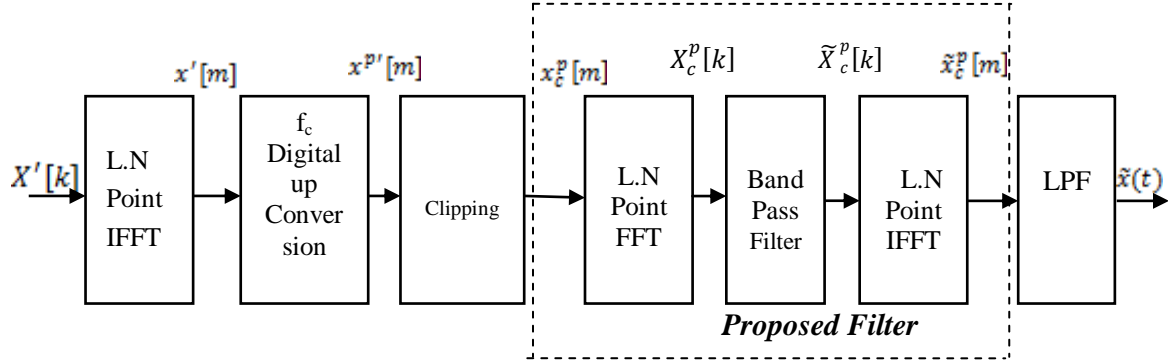 X′[k]
L.N
Point
IFFT
x′[m]
f_c
Digital
up
Conver
sion
x^{p′}[m]
Clipping
x_c^p[m]
L.N
Point
FFT
X_c^p[k]
Band
Pass
Filter
X̃_c^p[k]
L.N
Point
IFFT
x̃_c^p[m]
LPF
x̃(t)
Proposed Filter